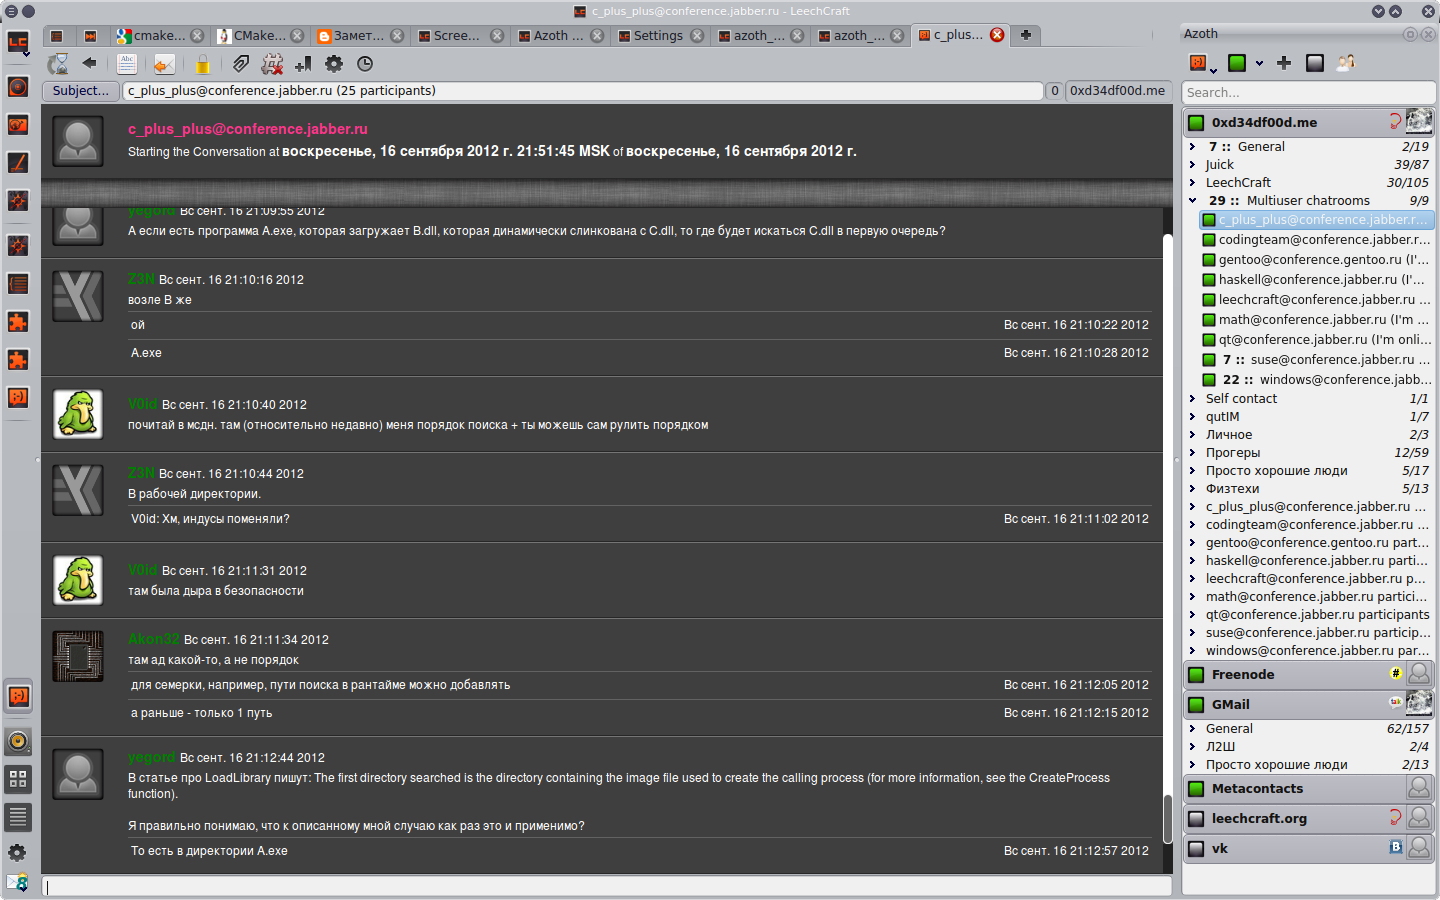 c_plus_plus@conference.jabber.ru - LeechCraft
cmake...
CMake...
Замет...
Scree...
Azoth ...
Settings
azoth_...
azoth_...
c_plus...
Subject...
c_plus_plus@conference.jabber.ru (25 participants)
0
0xd34df00d.me
c_plus_plus@conference.jabber.ru
Starting the Conversation at воскресенье, 16 сентября 2012 г. 21:51:45 MSK of воскресенье, 16 сентября 2012 г.
yegord Вс сент. 16 21:09:55 2012
А если есть программа A.exe, которая загружает B.dll, которая динамически слинкована с C.dll, то где будет искаться C.dll в первую очередь?
Z3N Вс сент. 16 21:10:16 2012
возле B же
ой Вс сент. 16 21:10:22 2012
A.exe Вс сент. 16 21:10:28 2012
V0id Вс сент. 16 21:10:40 2012
почитай в мсдн. там (относительно недавно) меня порядок поиска + ты можешь сам рулить порядком
Z3N Вс сент. 16 21:10:44 2012
В рабочей директории.
V0id: Хм, индусы поменяли? Вс сент. 16 21:11:02 2012
V0id Вс сент. 16 21:11:31 2012
там была дыра в безопасности
Akon32 Вс сент. 16 21:11:34 2012
там ад какой-то, а не порядок
для семерки, например, пути поиска в рантайме можно добавлять Вс сент. 16 21:12:05 2012
а раньше - только 1 путь Вс сент. 16 21:12:15 2012
yegord Вс сент. 16 21:12:44 2012
В статье про LoadLibrary пишут: The first directory searched is the directory containing the image file used to create the calling process (for more information, see the CreateProcess
function).
Я правильно понимаю, что к описанному мной случаю как раз это и применимо?
То есть в директории A.exe Вс сент. 16 21:12:57 2012
Azoth
Search...
0xd34df00d.me
7 :: General 2/19
Juick 39/87
LeechCraft 30/105
29 :: Multiuser chatrooms 9/9
c_plus_plus@conference.jabber.r...
codingteam@conference.jabber.r...
gentoo@conference.gentoo.ru (I'...
haskell@conference.jabber.ru (I'...
leechcraft@conference.jabber.ru ...
math@conference.jabber.ru (I'm ...
qt@conference.jabber.ru (I'm onli...
7 :: suse@conference.jabber.ru ...
22 :: windows@conference.jabb...
Self contact 1/1
qutIM 1/7
Личное 2/3
Прогеры 12/59
Просто хорошие люди 5/17
Физтехи 5/13
c_plus_plus@conference.jabber.ru ...
codingteam@conference.jabber.ru ...
gentoo@conference.gentoo.ru part...
haskell@conference.jabber.ru parti...
leechcraft@conference.jabber.ru p...
math@conference.jabber.ru partici...
qt@conference.jabber.ru participants
suse@conference.jabber.ru particip...
windows@conference.jabber.ru par...
Freenode
GMail
General 62/157
Л2Ш 2/4
Просто хорошие люди 2/13
Metacontacts
leechcraft.org
vk